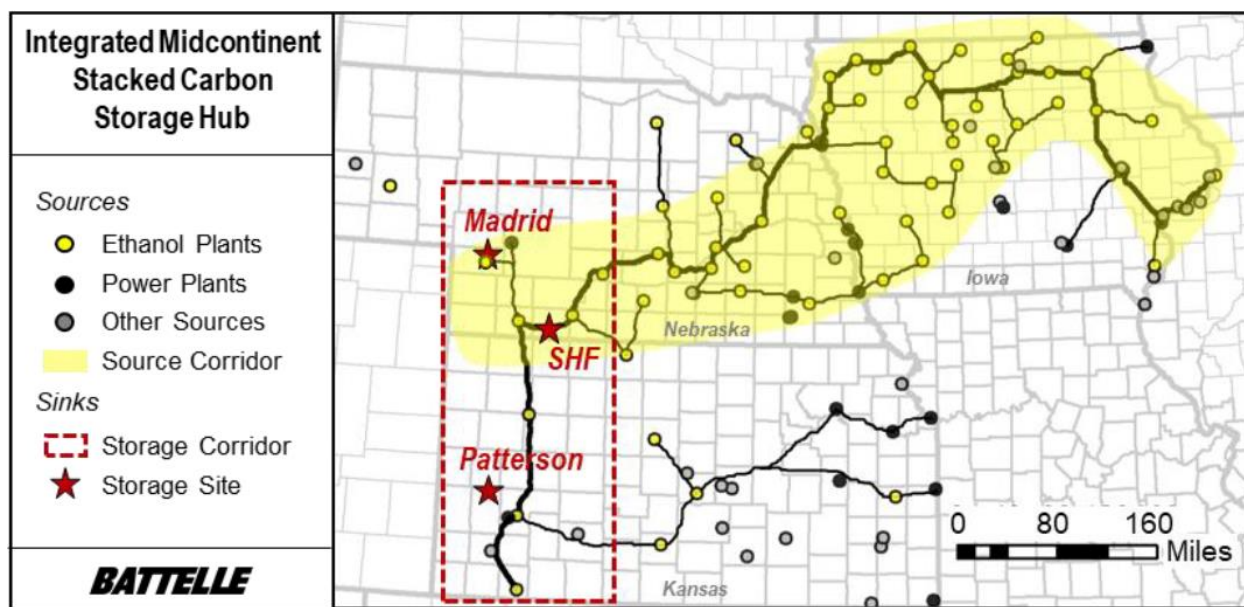 Integrated Midcontinent
Stacked Carbon
Storage Hub
Sources
Ethanol Plants
Power Plants
Other Sources
Source Corridor
Sinks
Storage Corridor
Storage Site
BATTELLE
Madrid
SHF
Patterson
Nebraska
Iowa
Kansas
0 80 160
Miles